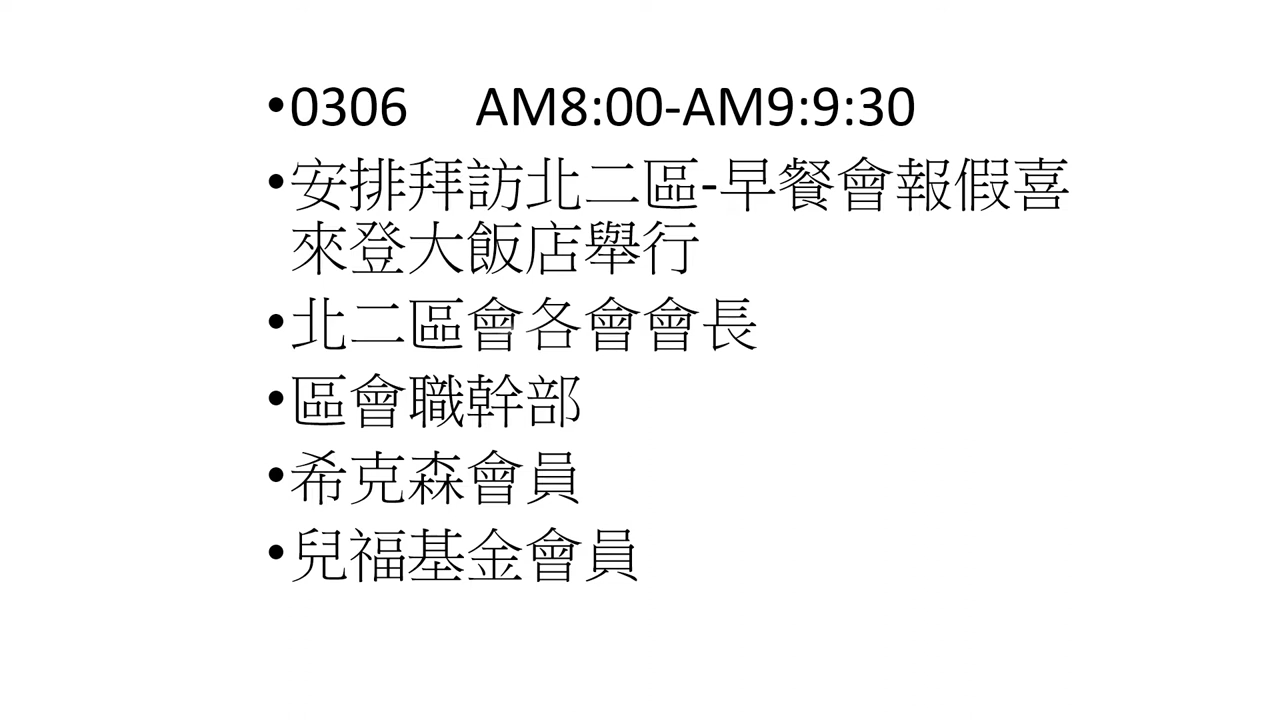 •0306 AM8:00-AM9:9:30
•安排拜訪北二區-早餐會報假喜
來登大飯店舉行
•北二區會各會會長
•區會職幹部
•希克森會員
•兒福基金會員